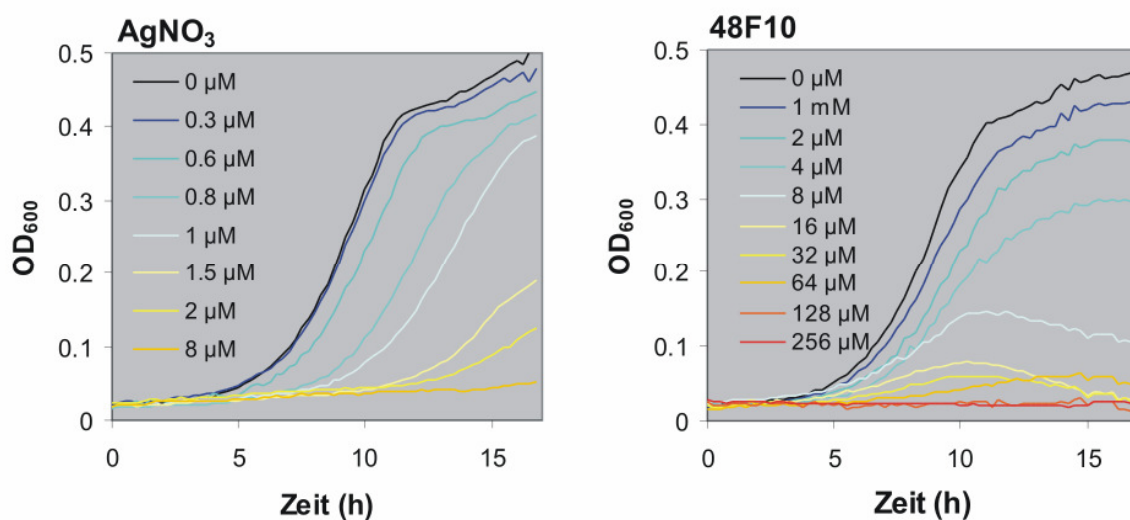 AgNO₃
OD₆₀₀
0.5
0.4
0.3
0.2
0.1
0
0 µM
0.3 µM
0.6 µM
0.8 µM
1 µM
1.5 µM
2 µM
8 µM
0 5 10 15
Zeit (h)
48F10
OD₆₀₀
0.5
0.4
0.3
0.2
0.1
0
0 µM
1 mM
2 µM
4 µM
8 µM
16 µM
32 µM
64 µM
128 µM
256 µM
0 5 10 15
Zeit (h)